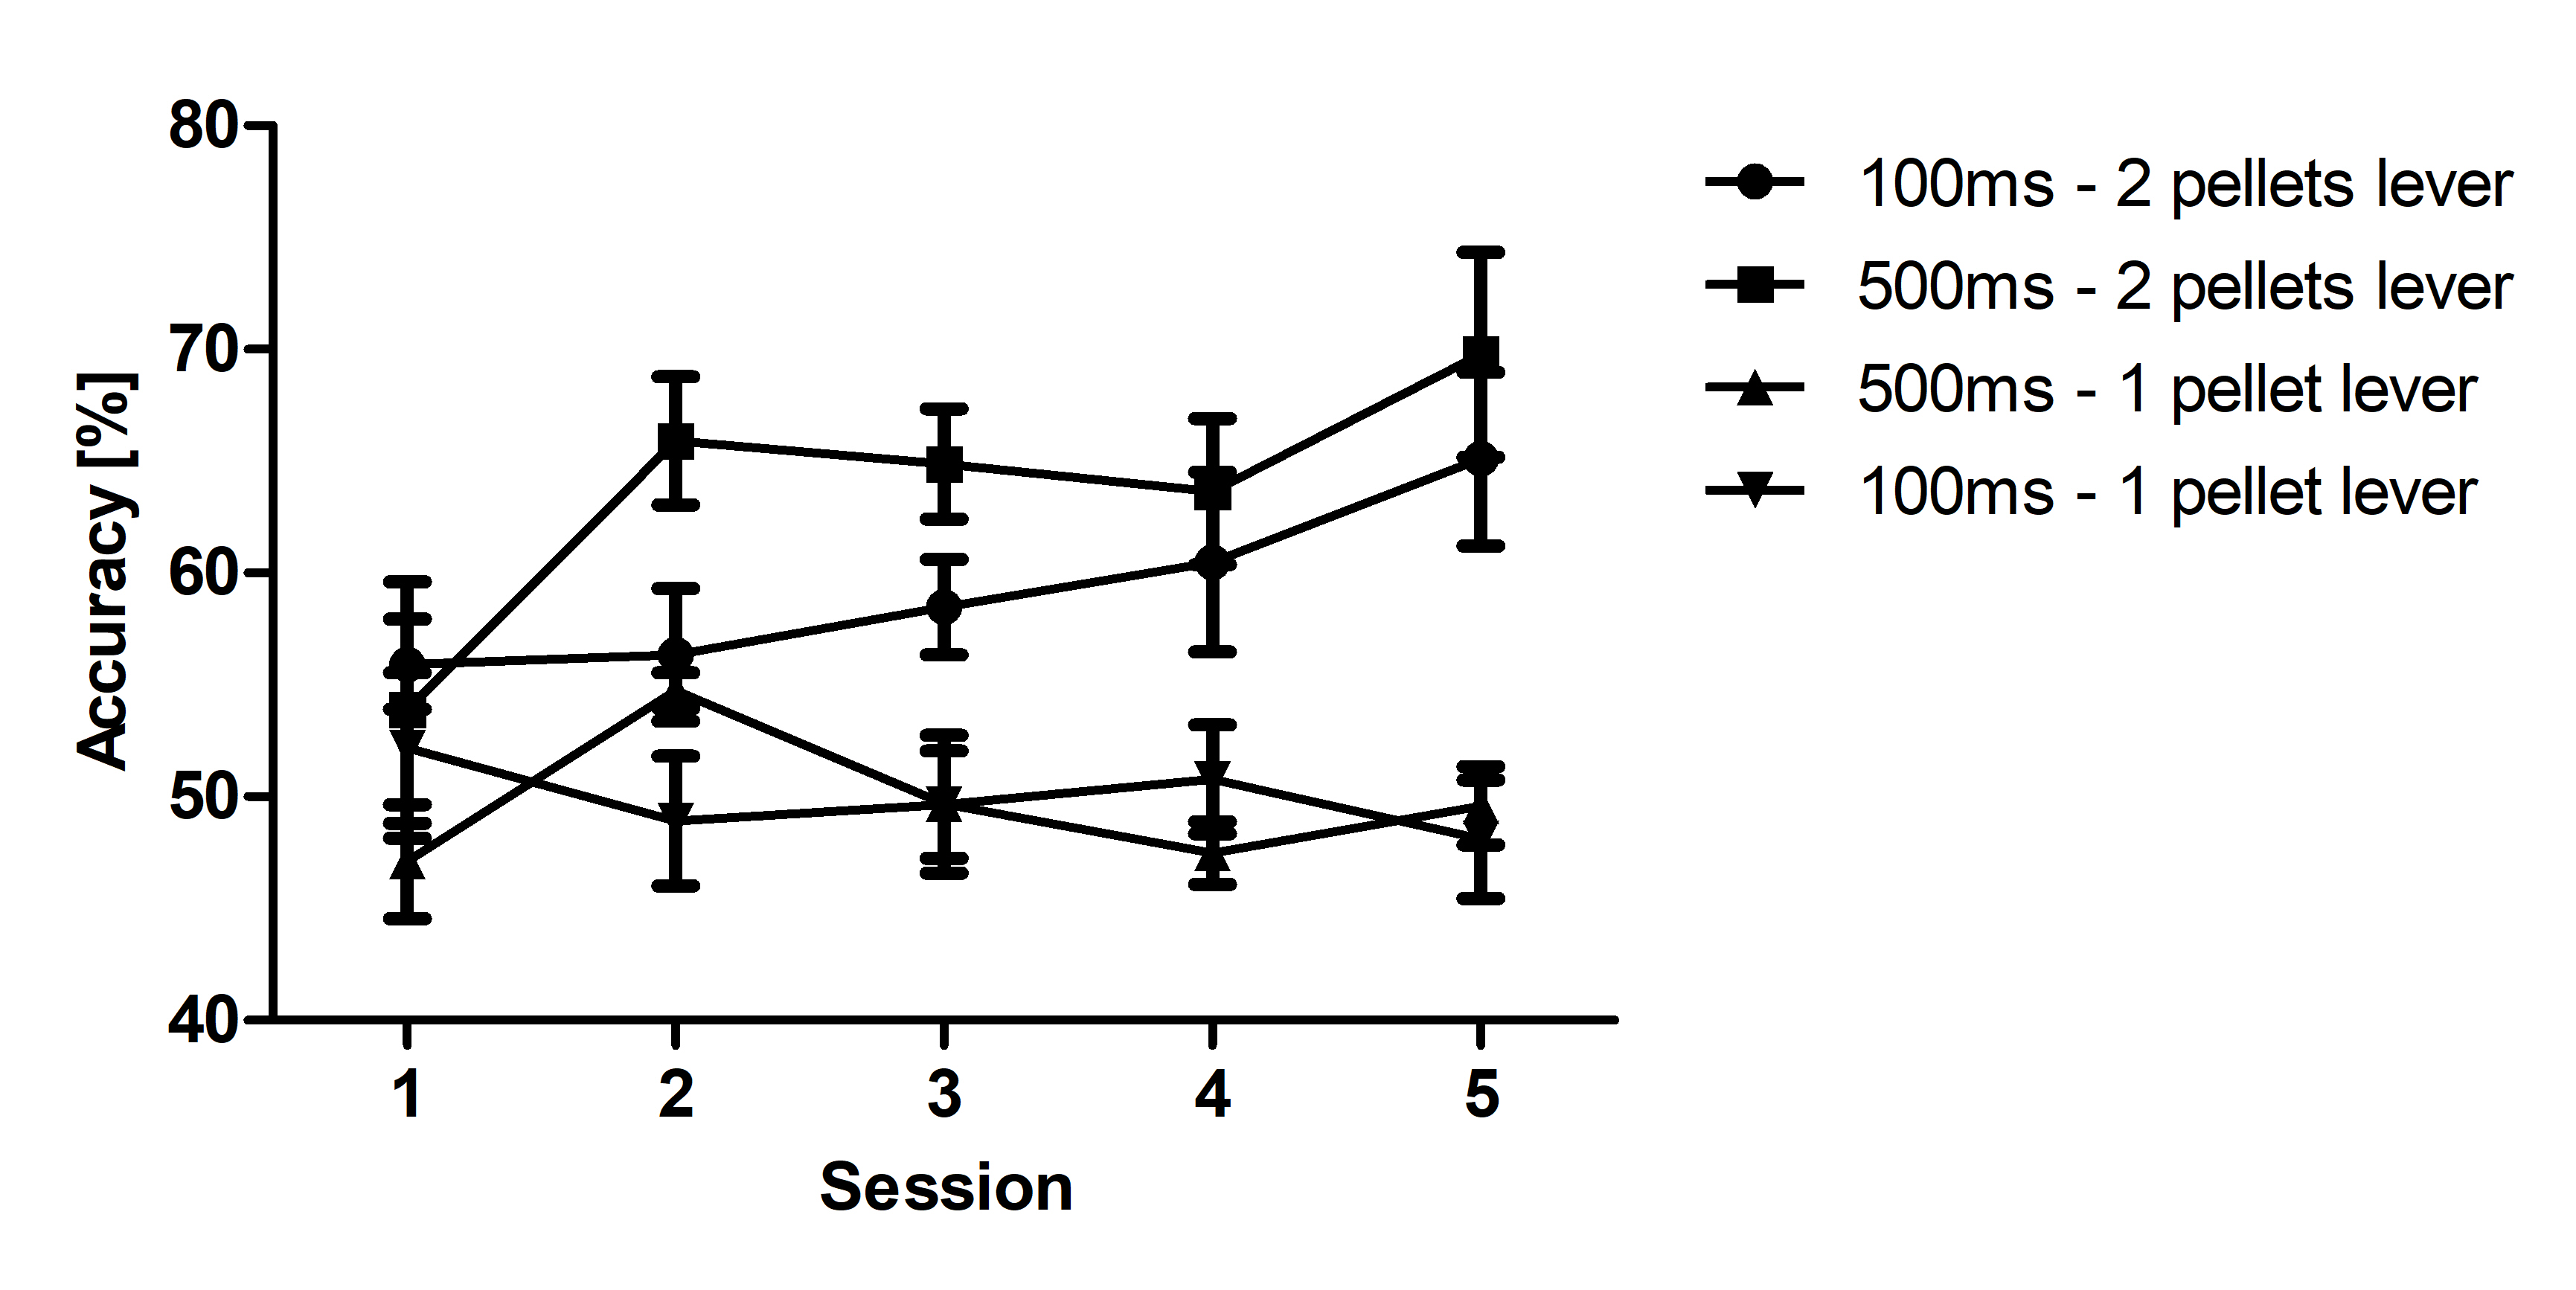 80
70
60
50
40
Accuracy [%]
1 2 3 4 5
Session
100ms - 2 pellets lever
500ms - 2 pellets lever
500ms - 1 pellet lever
100ms - 1 pellet lever